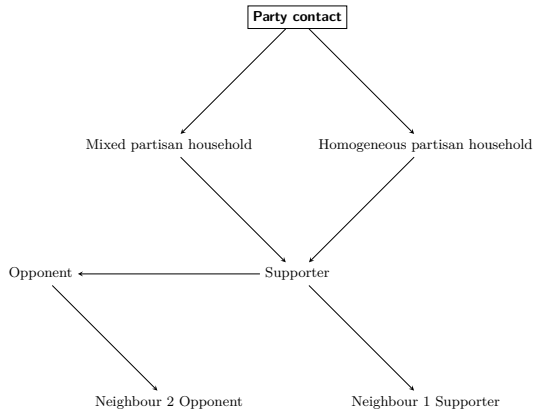 Party contact
Mixed partisan household
Homogeneous partisan household
Opponent
Supporter
Neighbour 2 Opponent
Neighbour 1 Supporter